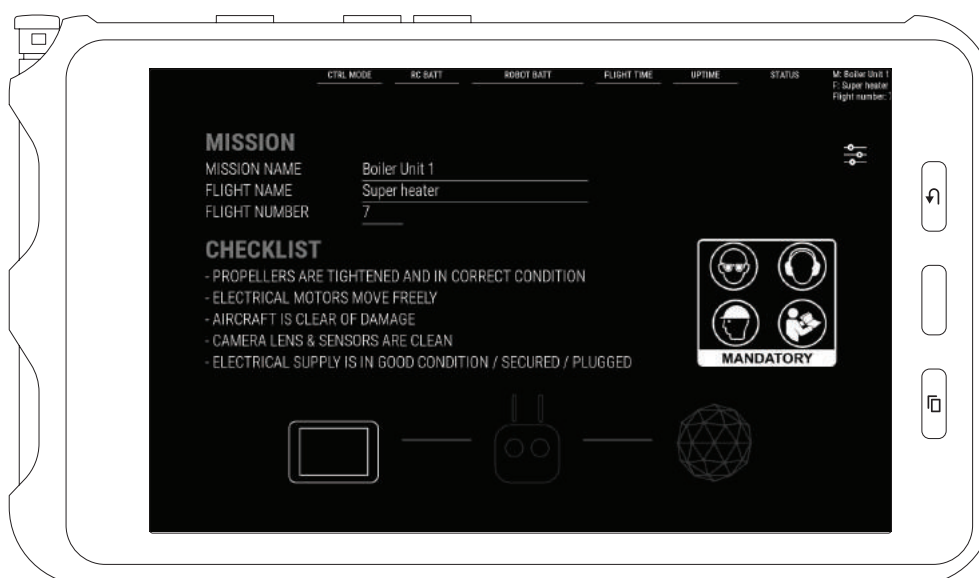 CTRL MODE RC BATT ROBOT BATT FLIGHT TIME UPTIME STATUS
M: Boiler Unit 1
F: Super heater
Flight number: 7
MISSION
MISSION NAME Boiler Unit 1
FLIGHT NAME Super heater
FLIGHT NUMBER 7
CHECKLIST
- PROPELLERS ARE TIGHTENED AND IN CORRECT CONDITION
- ELECTRICAL MOTORS MOVE FREELY
- AIRCRAFT IS CLEAR OF DAMAGE
- CAMERA LENS & SENSORS ARE CLEAN
- ELECTRICAL SUPPLY IS IN GOOD CONDITION / SECURED / PLUGGED
MANDATORY